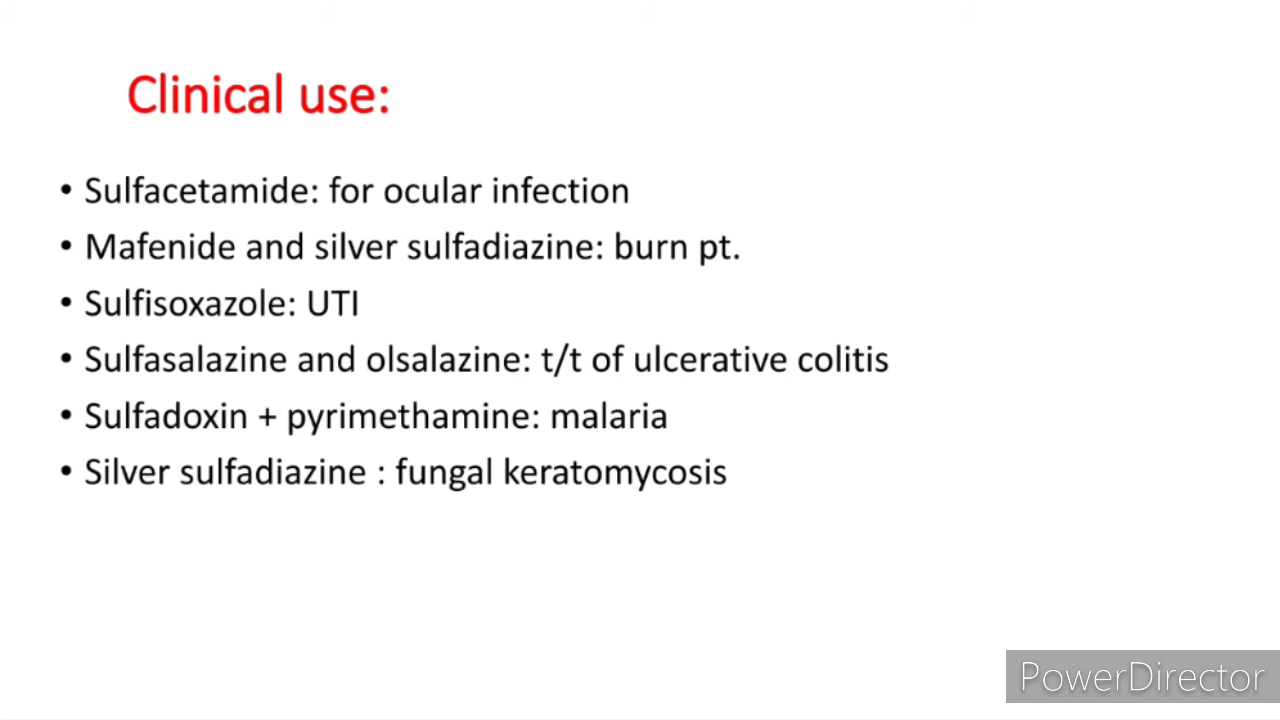 Clinical use:
• Sulfacetamide: for ocular infection
• Mafenide and silver sulfadiazine: burn pt.
• Sulfisoxazole: UTI
• Sulfasalazine and olsalazine: t/t of ulcerative colitis
• Sulfadoxin + pyrimethamine: malaria
• Silver sulfadiazine : fungal keratomycosis
PowerDirector